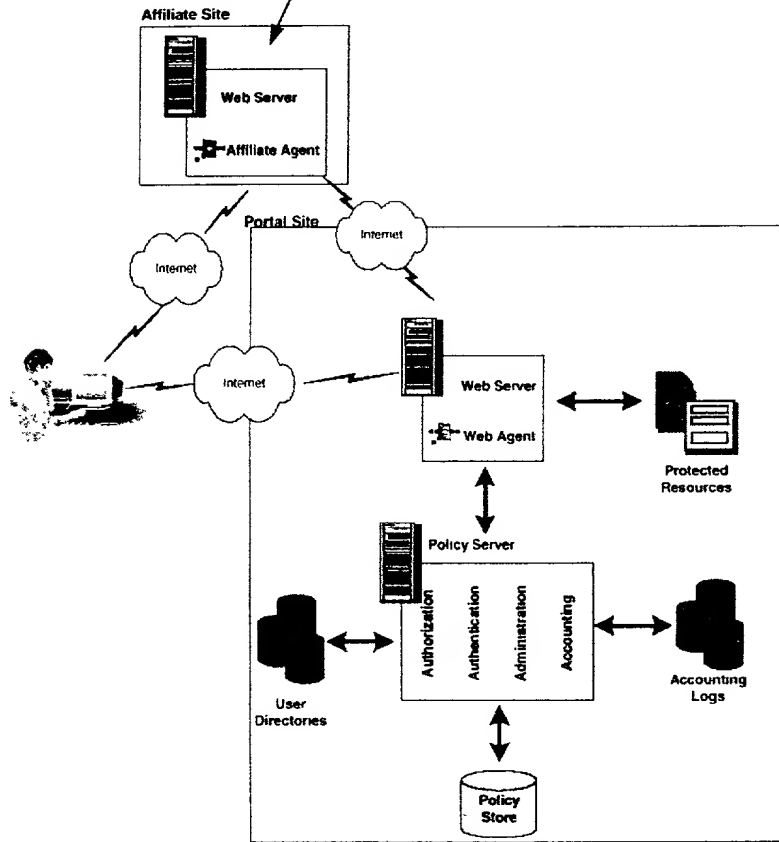 Affiliate Site
Web Server
Affiliate Agent
Portal Site
Internet
Internet
Internet
Web Server
Web Agent
Protected
Resources
Policy Server
Authorization
Authentication
Administration
Accounting
User
Directories
Accounting
Logs
Policy
Store